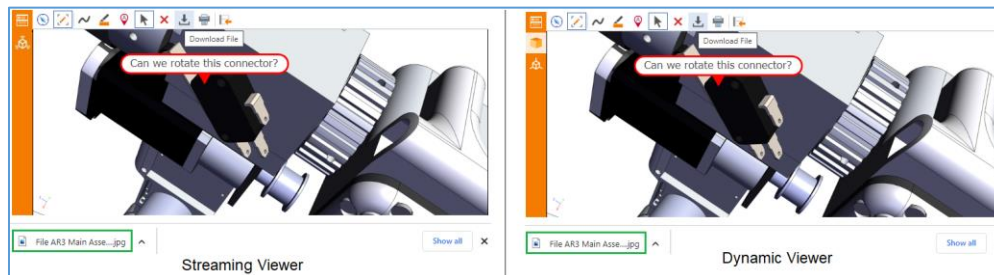 Download File
Can we rotate this connector?
File AR3 Main Asse....jpg
Show all
Streaming Viewer
Download File
Can we rotate this connector?
File AR3 Main Asse....jpg
Show all
Dynamic Viewer